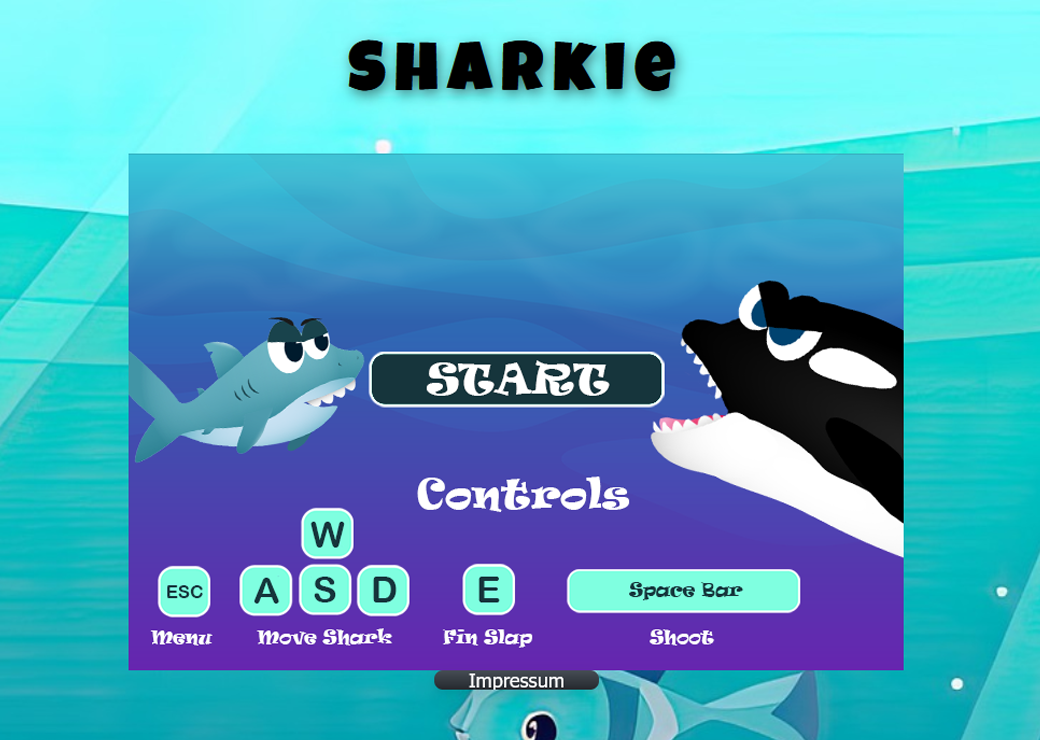 SHARKIE
START
Controls
W
ESC A S D E Space Bar
Menu Move Shark Fin Slap Shoot
Impressum